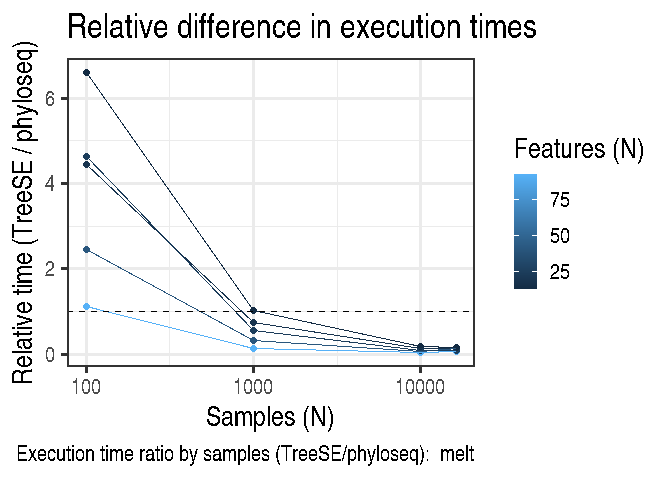 Relative difference in execution times
Relative time (TreeSE / phyloseq)
6
4
2
0
100
1000
10000
Samples (N)
Features (N)
75
50
25
Execution time ratio by samples (TreeSE/phyloseq):  melt